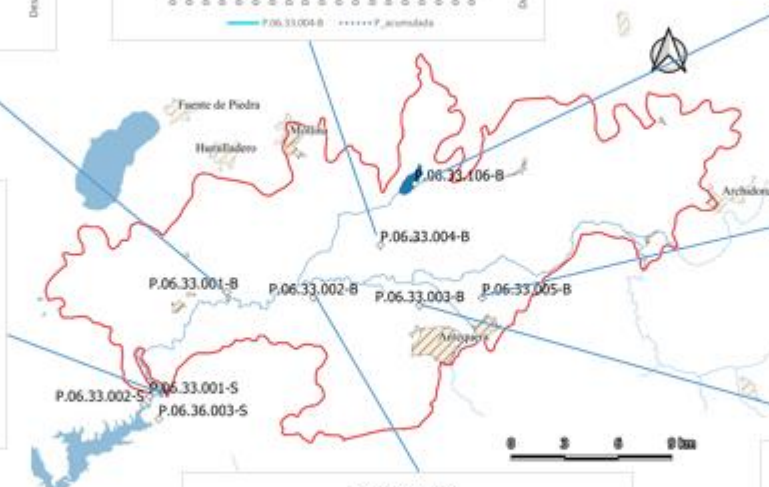 P.06.33.004-B P_acumulada
Fuente de Piedra
Mollina
Humilladero
P.06.33.106-B
Archidona
P.06.33.004-B
P.06.33.001-B
P.06.33.002-B
P.06.33.003-B
P.06.33.005-B
Antequera
P.06.33.001-S
P.06.33.002-S
P.06.36.003-S
0 3 6 9 km